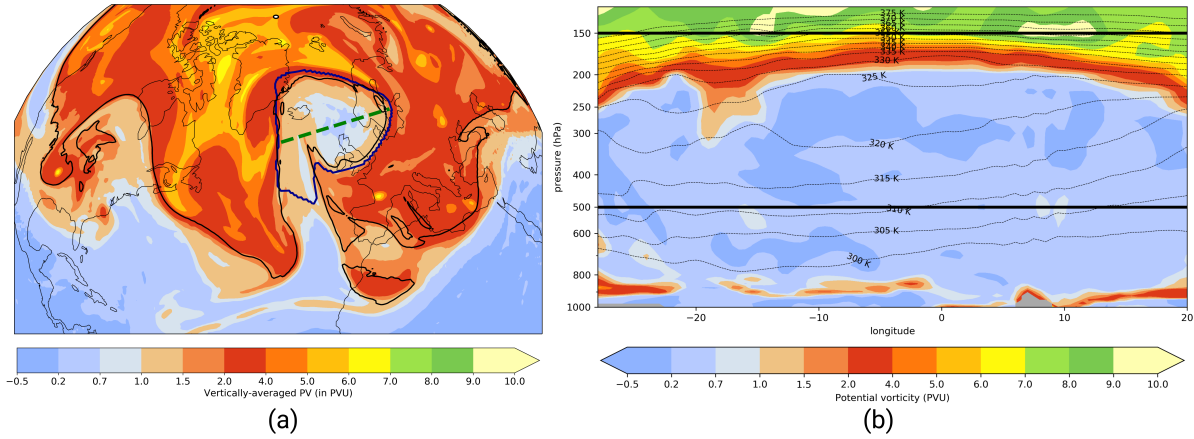 −0.5 0.2 0.7 1.0 1.5 2.0 4.0 6.0 7.0 8.0 9.0 10.0
Vertically-averaged PV (in PVU)
(a)
375 K
370 K
365 K
330 K
325 K
320 K
315 K
310 K
305 K
300 K
pressure (hPa)
150
200
250
300
400
500
600
800
1000
−20 −10 0 10 20
longitude
−0.5 0.2 0.7 1.0 1.5 2.0 4.0 6.0 7.0 8.0 9.0 10.0
Potential vorticity (PVU)
(b)